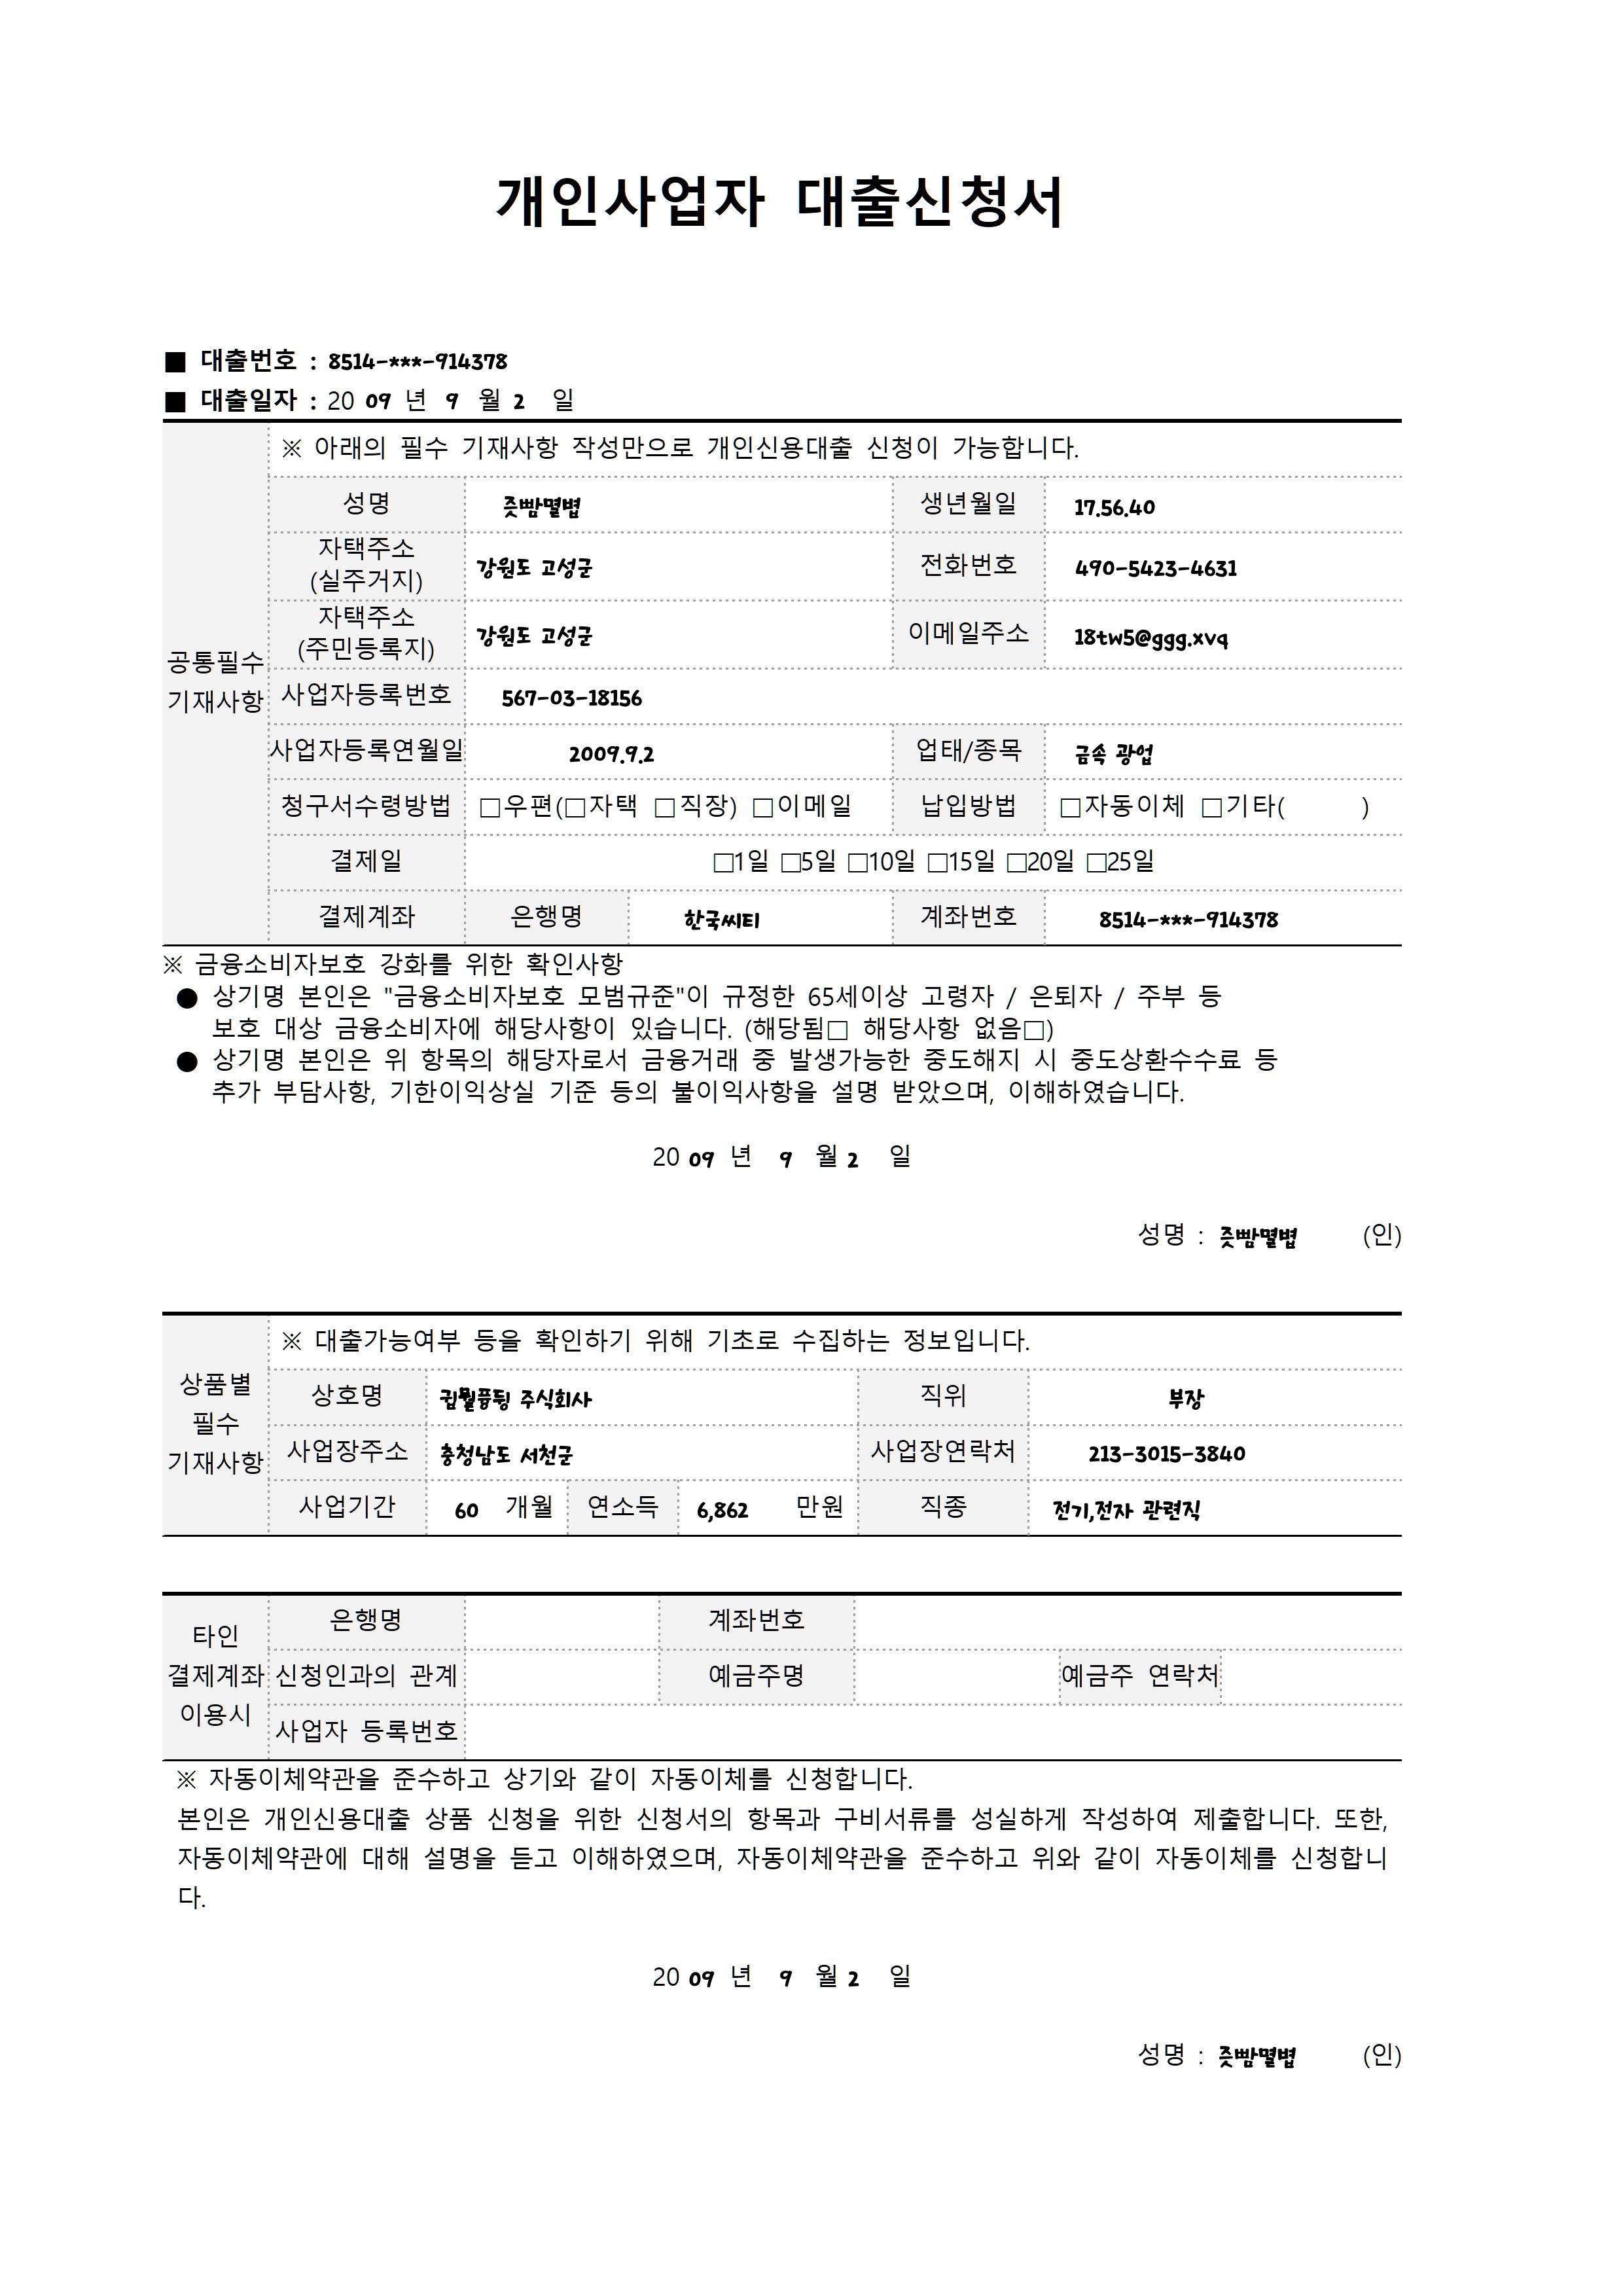 개인사업자 대출신청서
■ 대출번호 : 8514-***-914378
■ 대출일자 : 20 09 년 9 월 2 일
※ 아래의 필수 기재사항 작성만으로 개인신용대출 신청이 가능합니다.
공통필수
기재사항
성명 즛빰멸볍 생년월일 17.56.40
자택주소
(실주거지) 강원도 고성군 전화번호 490-5423-4631
자택주소
(주민등록지) 강원도 고성군 이메일주소 18tw5@ggg.xvq
사업자등록번호 567-03-18156
사업자등록연월일 2009.9.2 업태/종목 금속 광업
청구서수령방법 □우편(□자택 □직장) □이메일 납입방법 □자동이체 □기타( )
결제일 □1일 □5일 □10일 □15일 □20일 □25일
결제계좌 은행명 한국씨티 계좌번호 8514-***-914378
※ 금융소비자보호 강화를 위한 확인사항
● 상기명 본인은 "금융소비자보호 모범규준"이 규정한 65세이상 고령자 / 은퇴자 / 주부 등
보호 대상 금융소비자에 해당사항이 있습니다. (해당됨□ 해당사항 없음□)
● 상기명 본인은 위 항목의 해당자로서 금융거래 중 발생가능한 중도해지 시 중도상환수수료 등
추가 부담사항, 기한이익상실 기준 등의 불이익사항을 설명 받았으며, 이해하였습니다.
20 09 년 9 월 2 일
성명 : 즛빰멸볍 (인)
※ 대출가능여부 등을 확인하기 위해 기초로 수집하는 정보입니다.
상품별
필수
기재사항
상호명 주식회사 직위 부장
사업장주소 충청남도 서천군 사업장연락처 213-3015-3840
사업기간 60 개월 연소득 6,862 만원 직종 전기,전자 관련직
타인
결제계좌
이용시
은행명 계좌번호
신청인과의 관계 예금주명 예금주 연락처
사업자 등록번호
※ 자동이체약관을 준수하고 상기와 같이 자동이체를 신청합니다.
본인은 개인신용대출 상품 신청을 위한 신청서의 항목과 구비서류를 성실하게 작성하여 제출합니다. 또한,
자동이체약관에 대해 설명을 듣고 이해하였으며, 자동이체약관을 준수하고 위와 같이 자동이체를 신청합니
다.
20 09 년 9 월 2 일
성명 : 즛빰멸볍 (인)